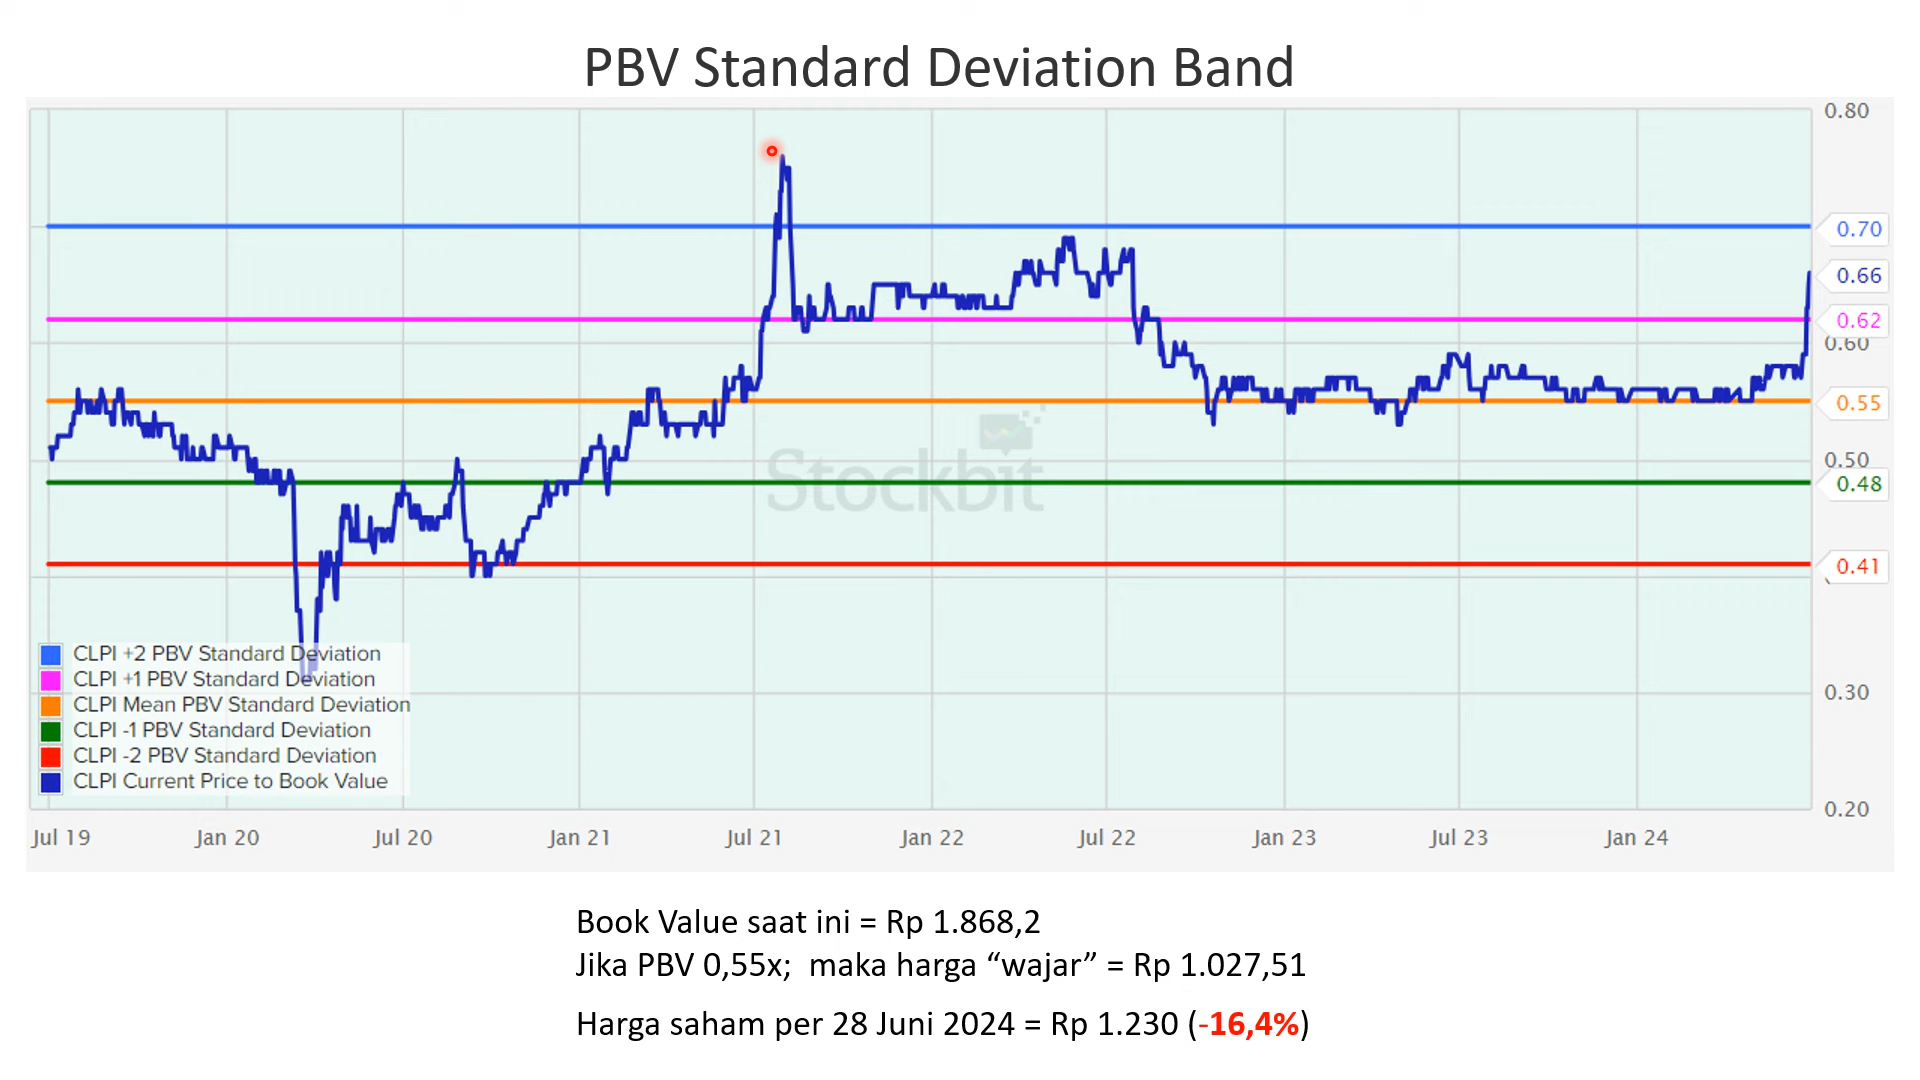 PBV Standard Deviation Band
0.80
0.70
0.66
0.62
0.60
0.55
0.50
0.48
0.41
0.30
0.20
Stockbit
CLPI +2 PBV Standard Deviation
CLPI +1 PBV Standard Deviation
CLPI Mean PBV Standard Deviation
CLPI -1 PBV Standard Deviation
CLPI -2 PBV Standard Deviation
CLPI Current Price to Book Value
Jul 19 Jan 20 Jul 20 Jan 21 Jul 21 Jan 22 Jul 22 Jan 23 Jul 23 Jan 24
Book Value saat ini = Rp 1.868,2
Jika PBV 0,55x; maka harga “wajar” = Rp 1.027,51
Harga saham per 28 Juni 2024 = Rp 1.230 (-16,4%)